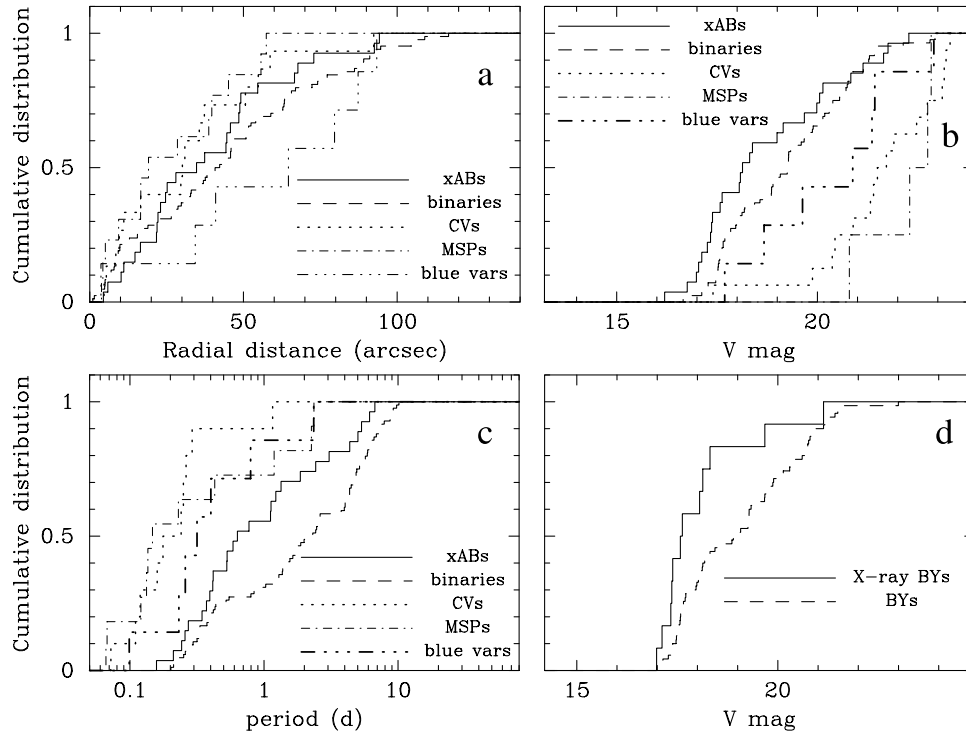 Cumulative distribution
1
0.5
0
a
xABs
binaries
CVs
MSPs
blue vars
0 50 100
Radial distance (arcsec)
xABs
binaries
CVs
MSPs
blue vars
b
15 20
V mag
Cumulative distribution
1
0.5
0
c
xABs
binaries
CVs
MSPs
blue vars
0.1 1 10
period (d)
d
X-ray BYs
BYs
15 20
V mag